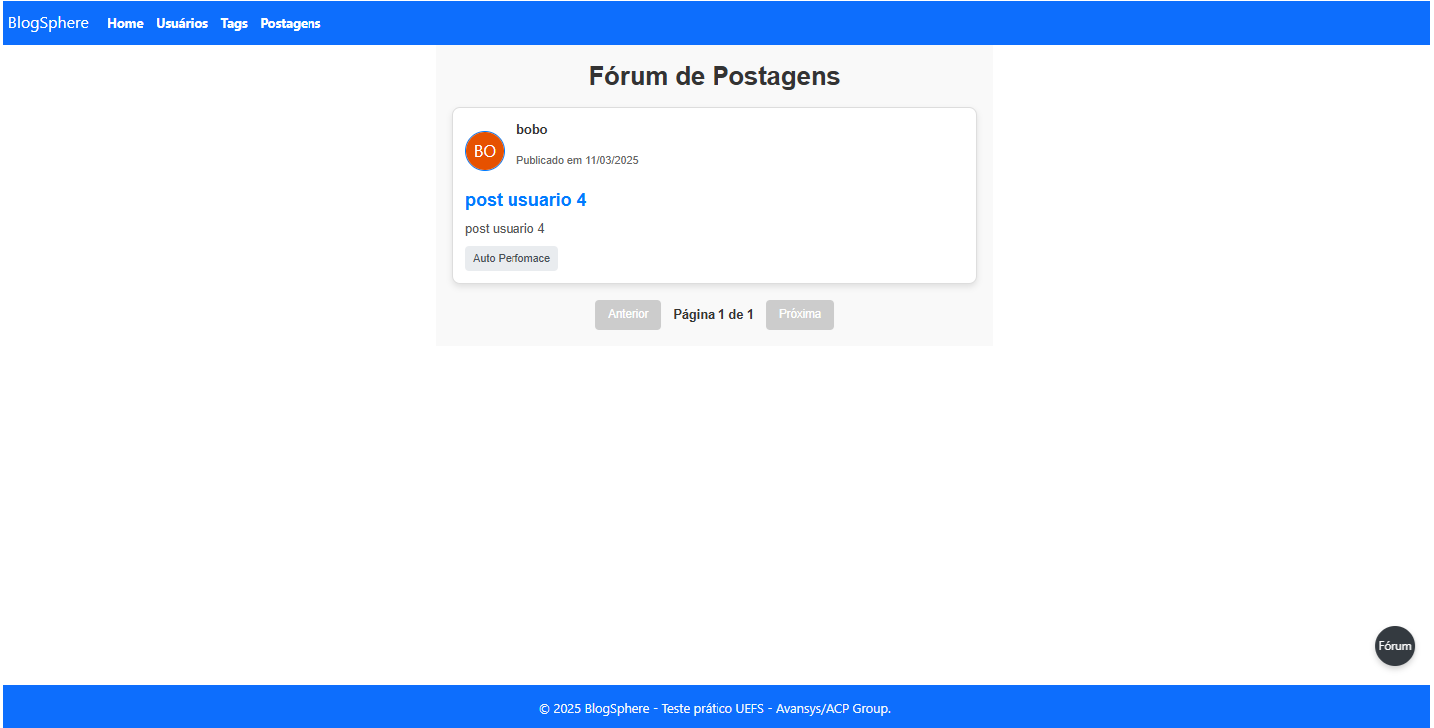 BlogSphere Home Usuários Tags Postagens
Fórum de Postagens
BO
bobo
Publicado em 11/03/2025
post usuario 4
post usuario 4
Auto Perfomace
Anterior Página 1 de 1 Próxima
Fórum
© 2025 BlogSphere - Teste prático UEFS - Avansys/ACP Group.